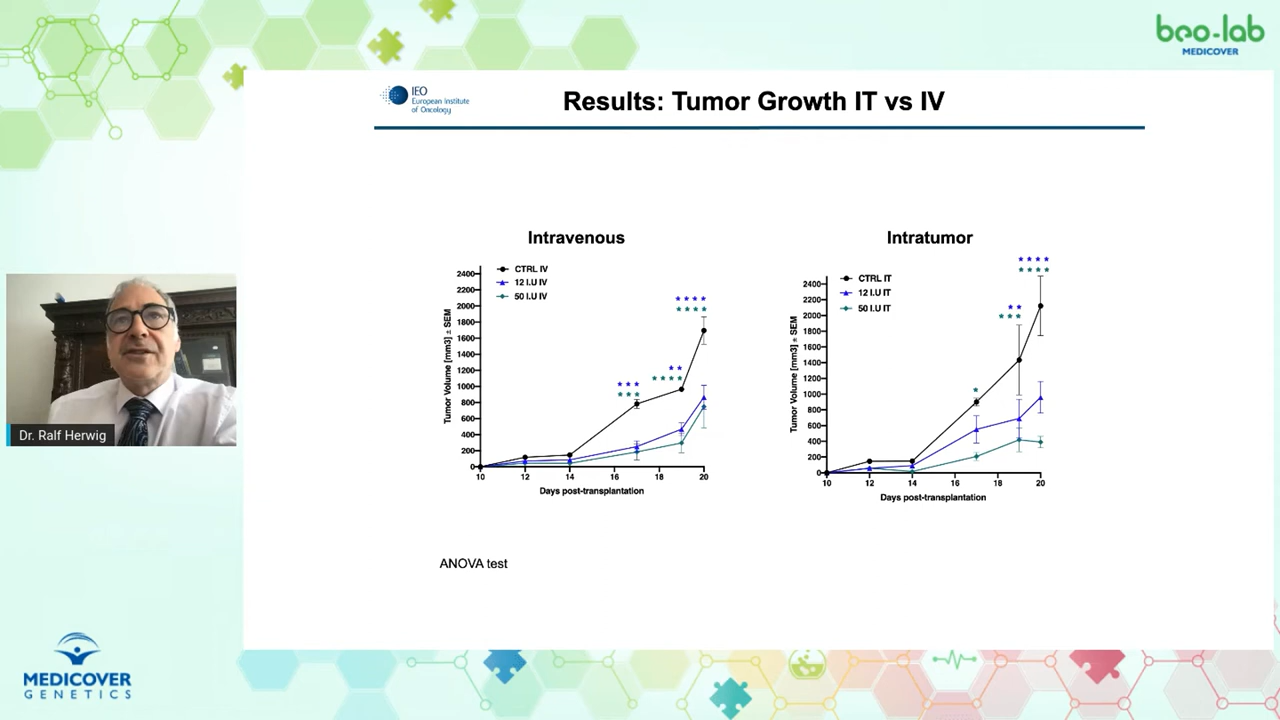 beo-lab
MEDICOVER
IEO
European Institute
of Oncology
Results: Tumor Growth IT vs IV
Intravenous
CTRL IV
12 I.U IV
50 I.U IV
Tumor Volume [mm3] ± SEM
2400
2200
2000
1800
1600
1400
1200
1000
800
600
400
200
0
10 12 14 16 18 20
Days post-transplantation
* * * *
* * * *
* *
* * * *
* * *
* * *
Intratumor
CTRL IT
12 I.U IT
50 I.U IT
Tumor Volume [mm3] ± SEM
2400
2200
2000
1800
1600
1400
1200
1000
800
600
400
200
0
10 12 14 16 18 20
Days post-transplantation
* * * *
* * * *
* *
* * *
*
ANOVA test
Dr. Ralf Herwig
MEDICOVER
GENETICS